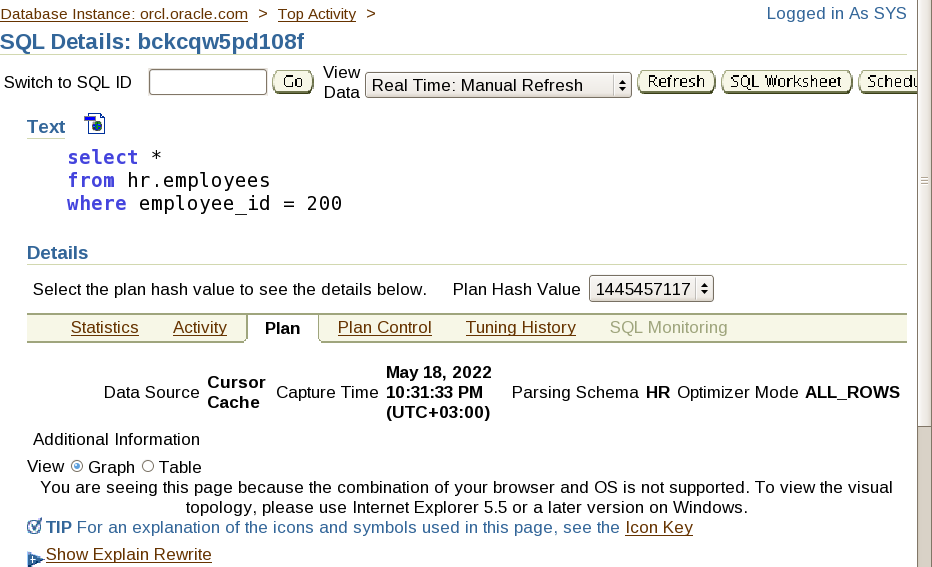 Database Instance: orcl.oracle.com > Top Activity >
Logged in As SYS
SQL Details: bckcqw5pd108f
Switch to SQL ID Go View Data Real Time: Manual Refresh Refresh SQL Worksheet
Text
select *
from hr.employees
where employee_id = 200
Details
Select the plan hash value to see the details below. Plan Hash Value 1445457117
Statistics Activity Plan Plan Control Tuning History SQL Monitoring
Data Source Cursor Cache Capture Time May 18, 2022 10:31:33 PM (UTC+03:00) Parsing Schema HR Optimizer Mode ALL_ROWS
Additional Information
View Graph Table
You are seeing this page because the combination of your browser and OS is not supported. To view the visual
topology, please use Internet Explorer 5.5 or a later version on Windows.
TIP For an explanation of the icons and symbols used in this page, see the Icon Key
Show Explain Rewrite